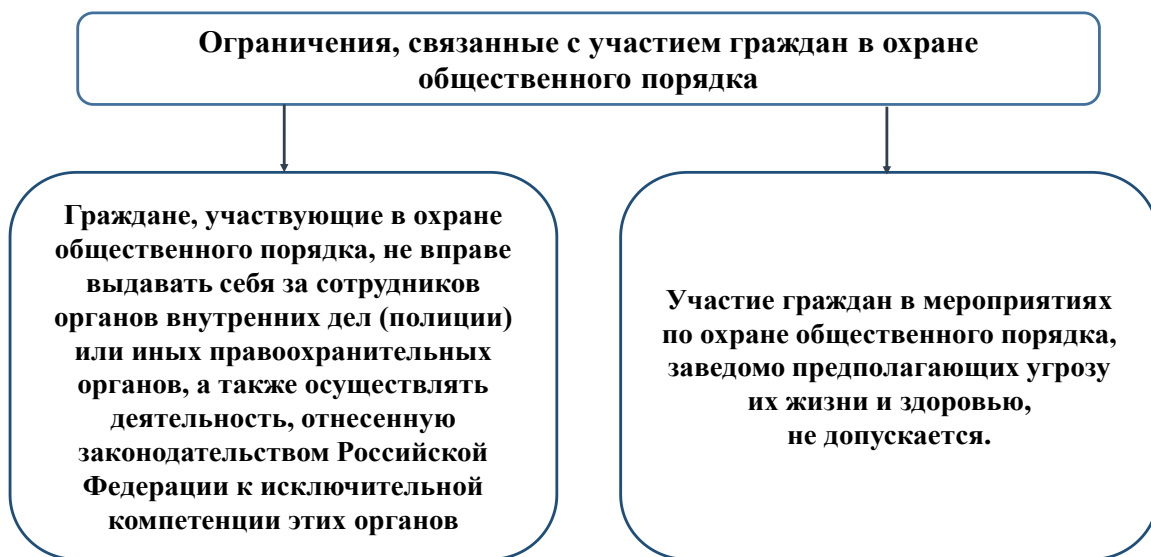 Ограничения, связанные с участием граждан в охране
общественного порядка
Граждане, участвующие в охране
общественного порядка, не вправе
выдавать себя за сотрудников
органов внутренних дел (полиции)
или иных правоохранительных
органов, а также осуществлять
деятельность, отнесенную
законодательством Российской
Федерации к исключительной
компетенции этих органов
Участие граждан в мероприятиях
по охране общественного порядка,
заведомо предполагающих угрозу
их жизни и здоровью,
не допускается.